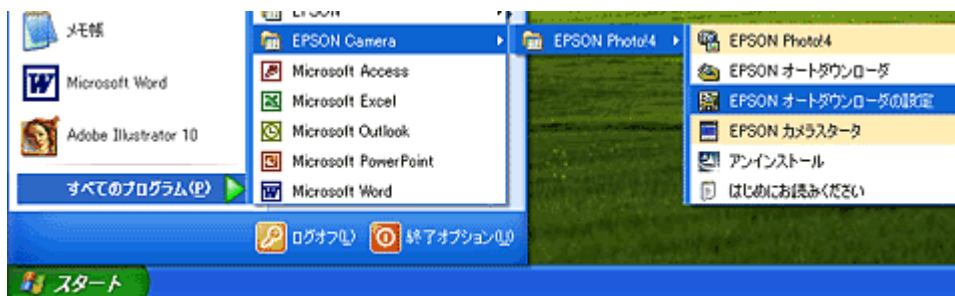 メモ帳
Microsoft Word
Adobe Illustrator 10
すべてのプログラム(P)
EPSON
EPSON Camera
Microsoft Access
Microsoft Excel
Microsoft Outlook
Microsoft PowerPoint
Microsoft Word
EPSON Photo!4
EPSON Photo!4
EPSON オートダウンローダ
EPSON オートダウンローダの設定
EPSON カメラスタータ
アンインストール
はじめにお読みください
ログオフ(L)
終了オプション(U)
スタート